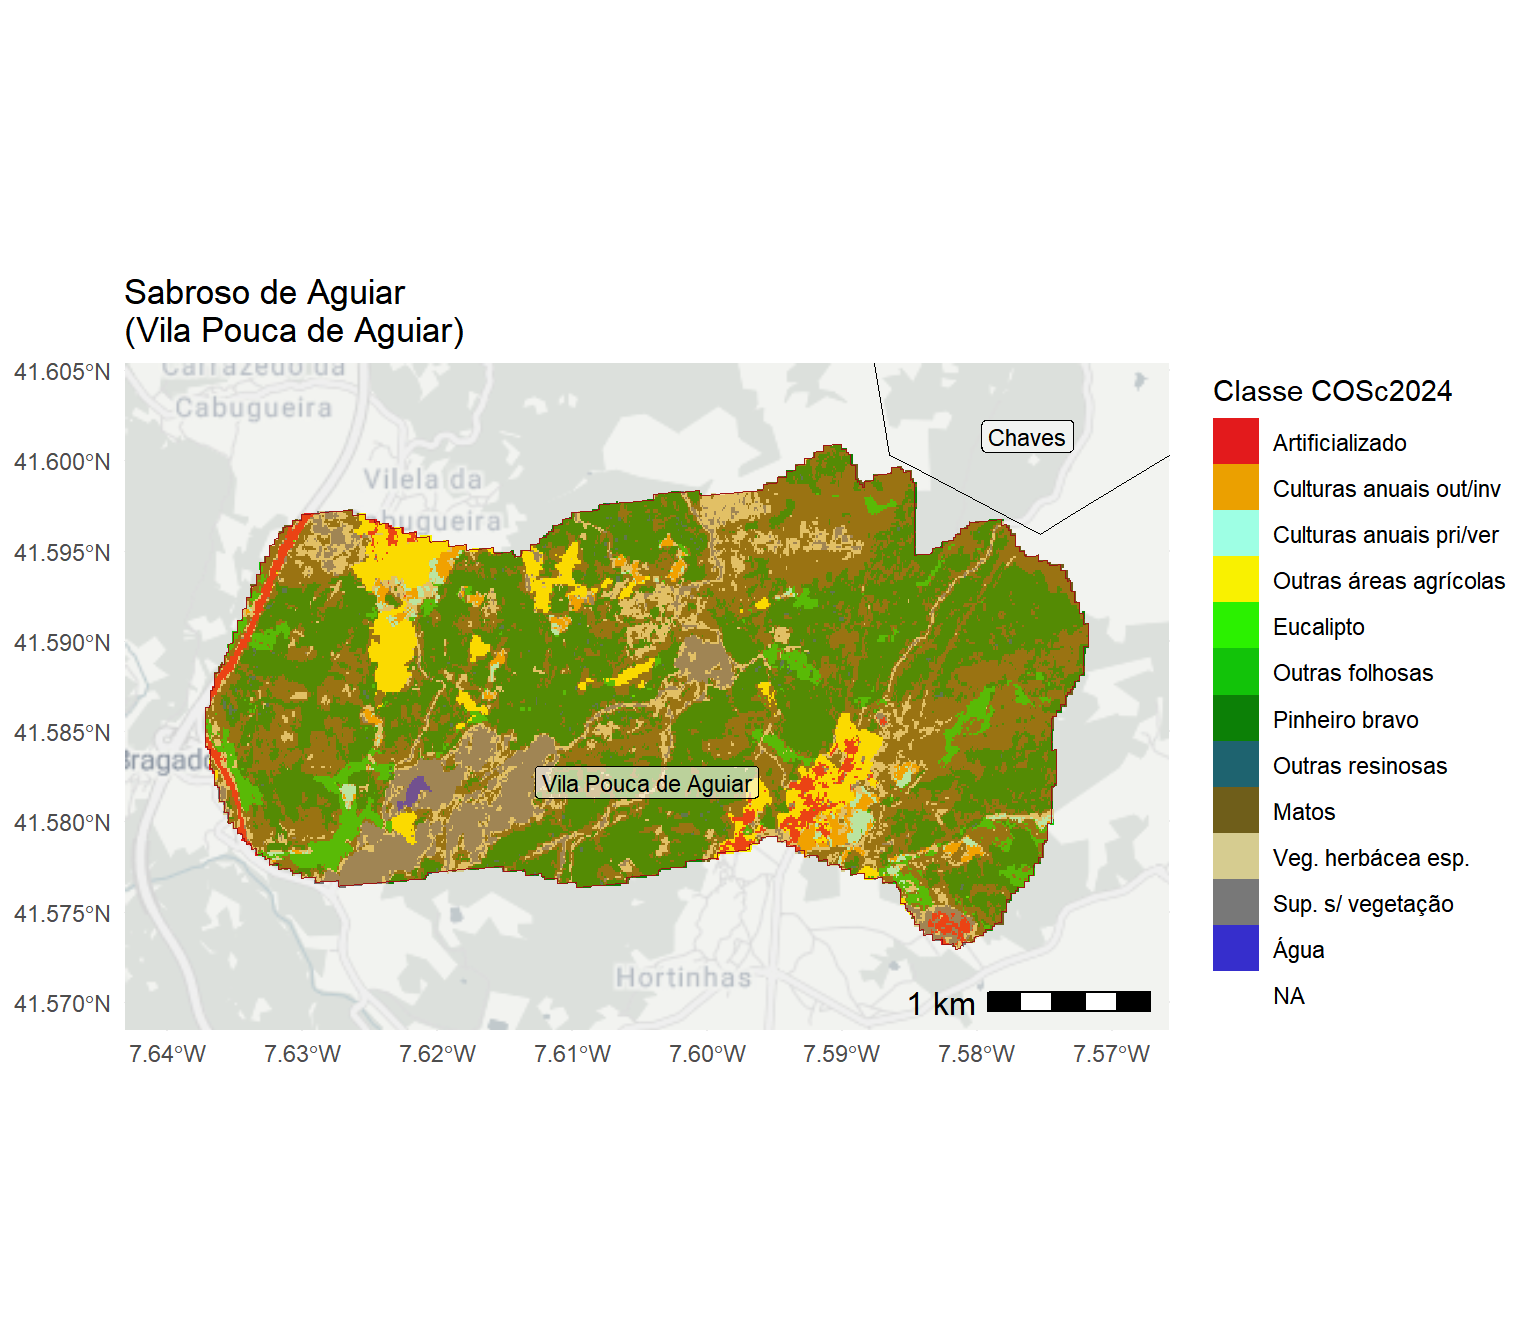 Sabroso de Aguiar
(Vila Pouca de Aguiar)
41.605°N
41.600°N
41.595°N
41.590°N
41.585°N
41.580°N
41.575°N
41.570°N
Carrazedo da
Cabugueira
Vilela da
bugueira
Chaves
Bragado
Vila Pouca de Aguiar
Hortinhas
1 km
7.64°W
7.63°W
7.62°W
7.61°W
7.60°W
7.59°W
7.58°W
7.57°W
Classe COSc2024
Artificializado
Culturas anuais out/inv
Culturas anuais pri/ver
Outras áreas agrícolas
Eucalipto
Outras folhosas
Pinheiro bravo
Outras resinosas
Matos
Veg. herbácea esp.
Sup. s/ vegetação
Água
NA